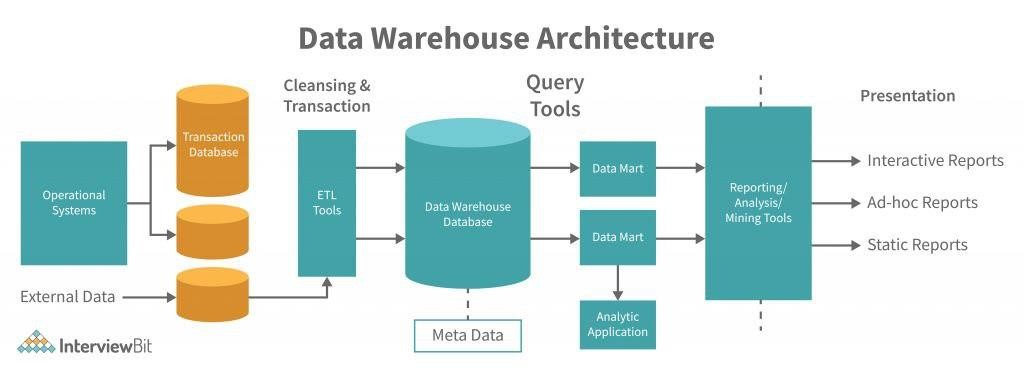 Data Warehouse Architecture
Cleansing &
Transaction
Query
Tools
Presentation
Operational
Systems
Transaction
Database
External Data
ETL
Tools
Data Warehouse
Database
Meta Data
Data Mart
Data Mart
Analytic
Application
Reporting/
Analysis/
Mining Tools
Interactive Reports
Ad-hoc Reports
Static Reports
InterviewBit